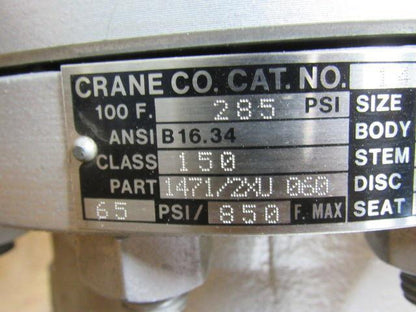 CRANE CO. CAT. NO.
100 F. 285 PSI SIZE
ANSI B16.34 BODY
CLASS 150 STEM
PART 1471/2XU 060 DISC
65 PSI/ 850 F. MAX SEAT